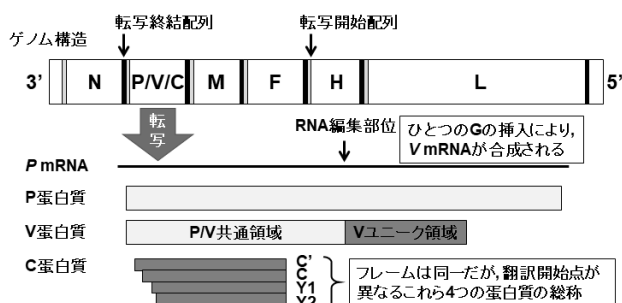 転写終結配列 転写開始配列
ゲノム構造
3' N P/V/C M F H L 5'
転写
RNA編集部位
ひとつのGの挿入により,
V mRNAが合成される
P mRNA
P蛋白質
V蛋白質 P/V共通領域 Vユニーク領域
C蛋白質
C'
C
Y1
Y2
フレームは同一だが, 翻訳開始点が
異なるこれら4つの蛋白質の総称